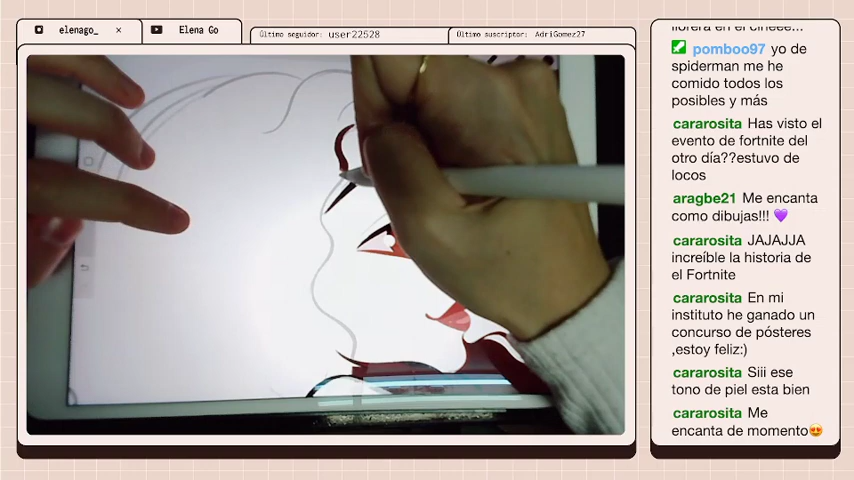 elenago_ ×
Elena Go
Último seguidor: user22528
Último suscriptor: AdriGomez27
pomboo97 yo de
spiderman me he
comido todos los
posibles y más
cararosita Has visto el
evento de fortnite del
otro día??estuvo de
locos
aragbe21 Me encanta
como dibujas!!! 💜
cararosita JAJAJJA
increíble la historia de
el Fortnite
cararosita En mi
instituto he ganado un
concurso de pósteres
,estoy feliz:)
cararosita Siii ese
tono de piel esta bien
cararosita Me
encanta de momento😍